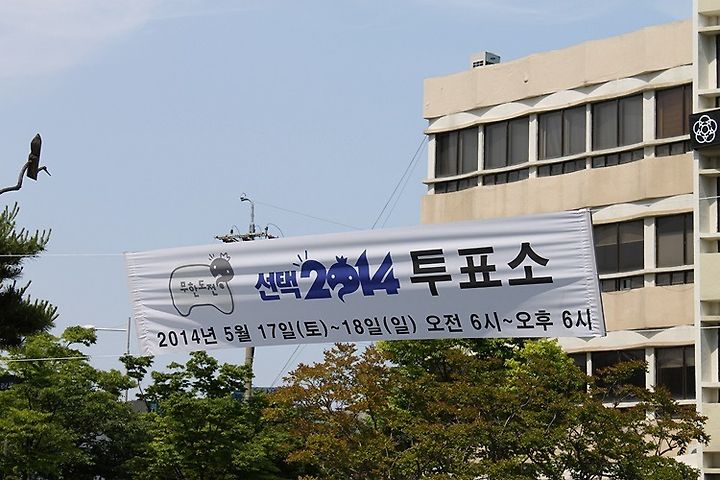 무한도전
선택2014 투표소
2014년 5월 17일(토)~18일(일) 오전 6시~오후 6시